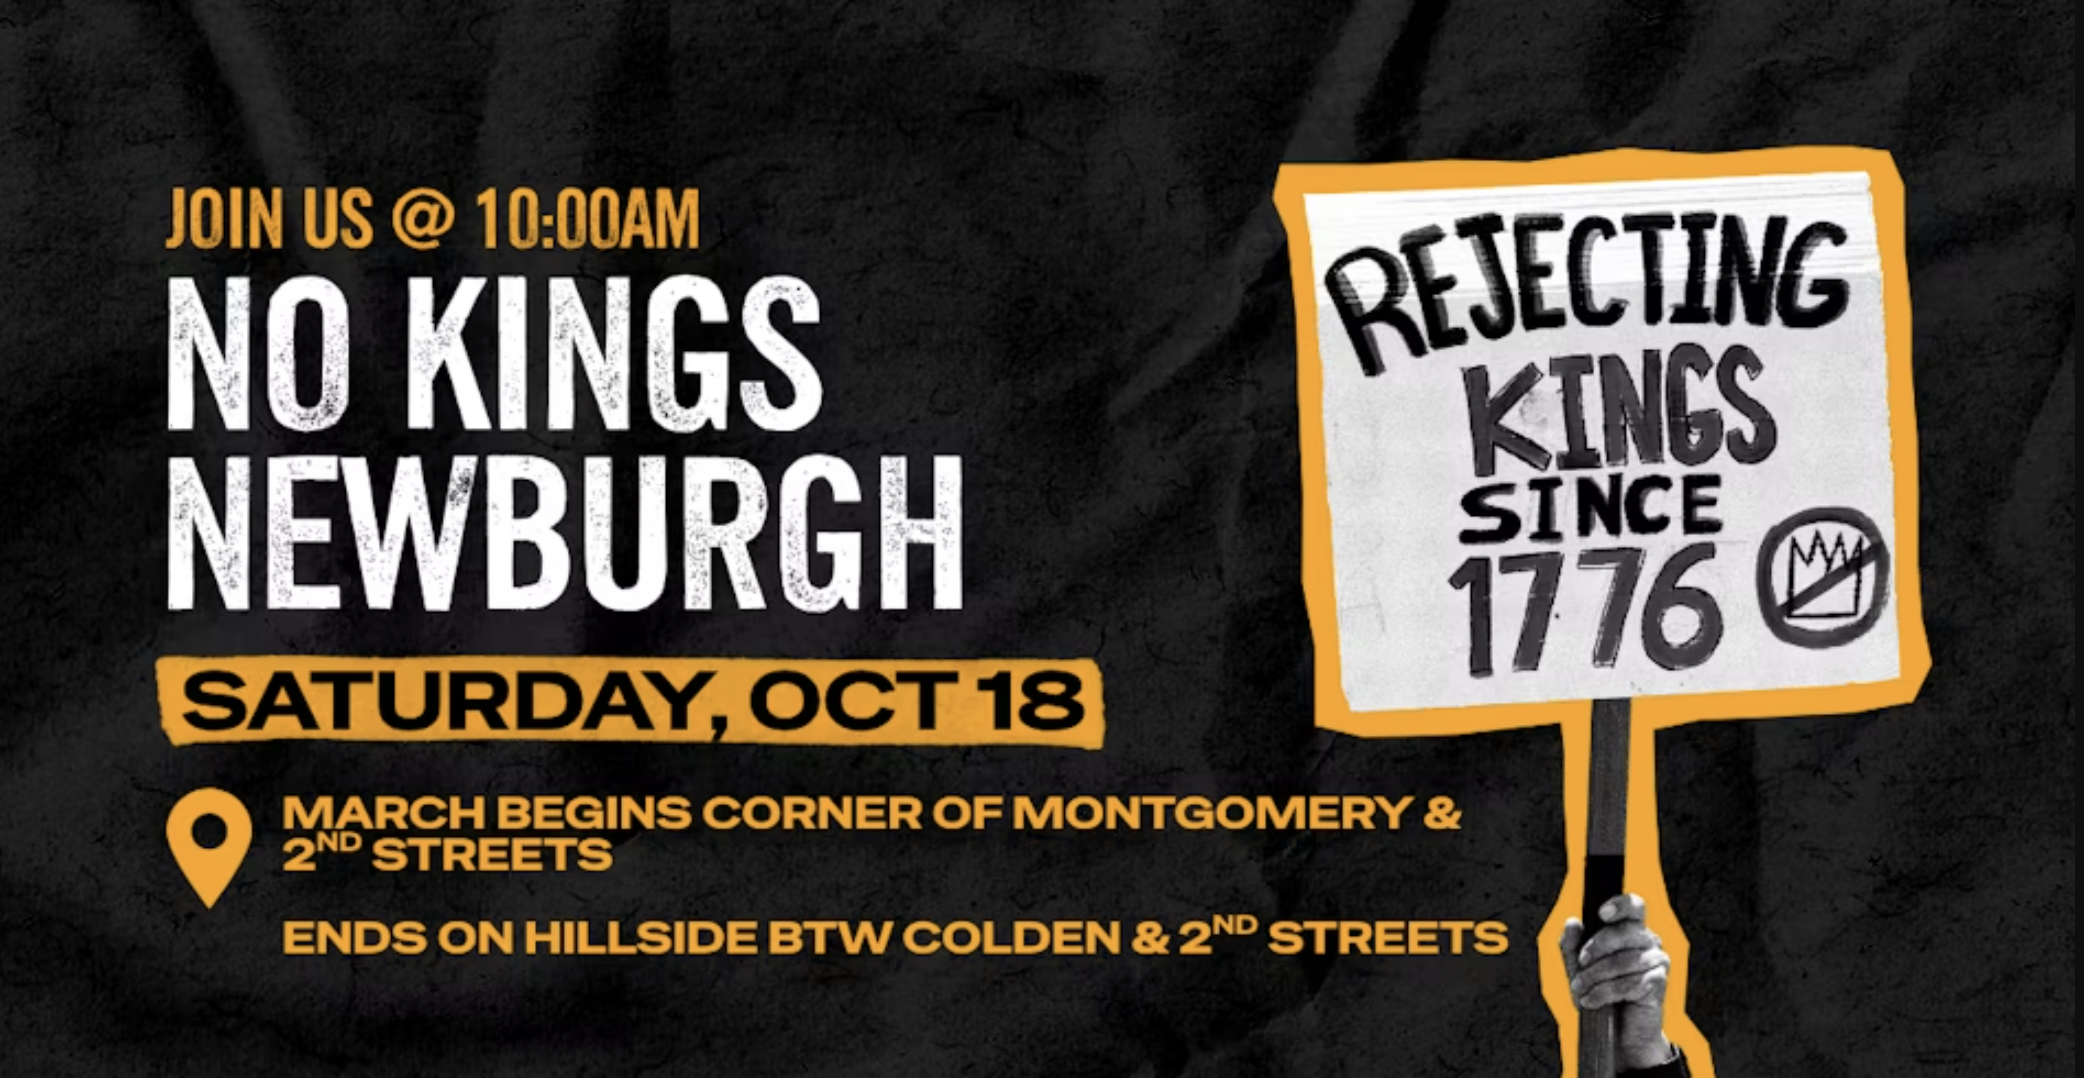 JOIN US @ 10:00AM
NO KINGS
NEWBURGH
SATURDAY, OCT 18
MARCH BEGINS CORNER OF MONTGOMERY &
2ND STREETS
ENDS ON HILLSIDE BTW COLDEN & 2ND STREETS
REJECTING
KINGS
SINCE
1776